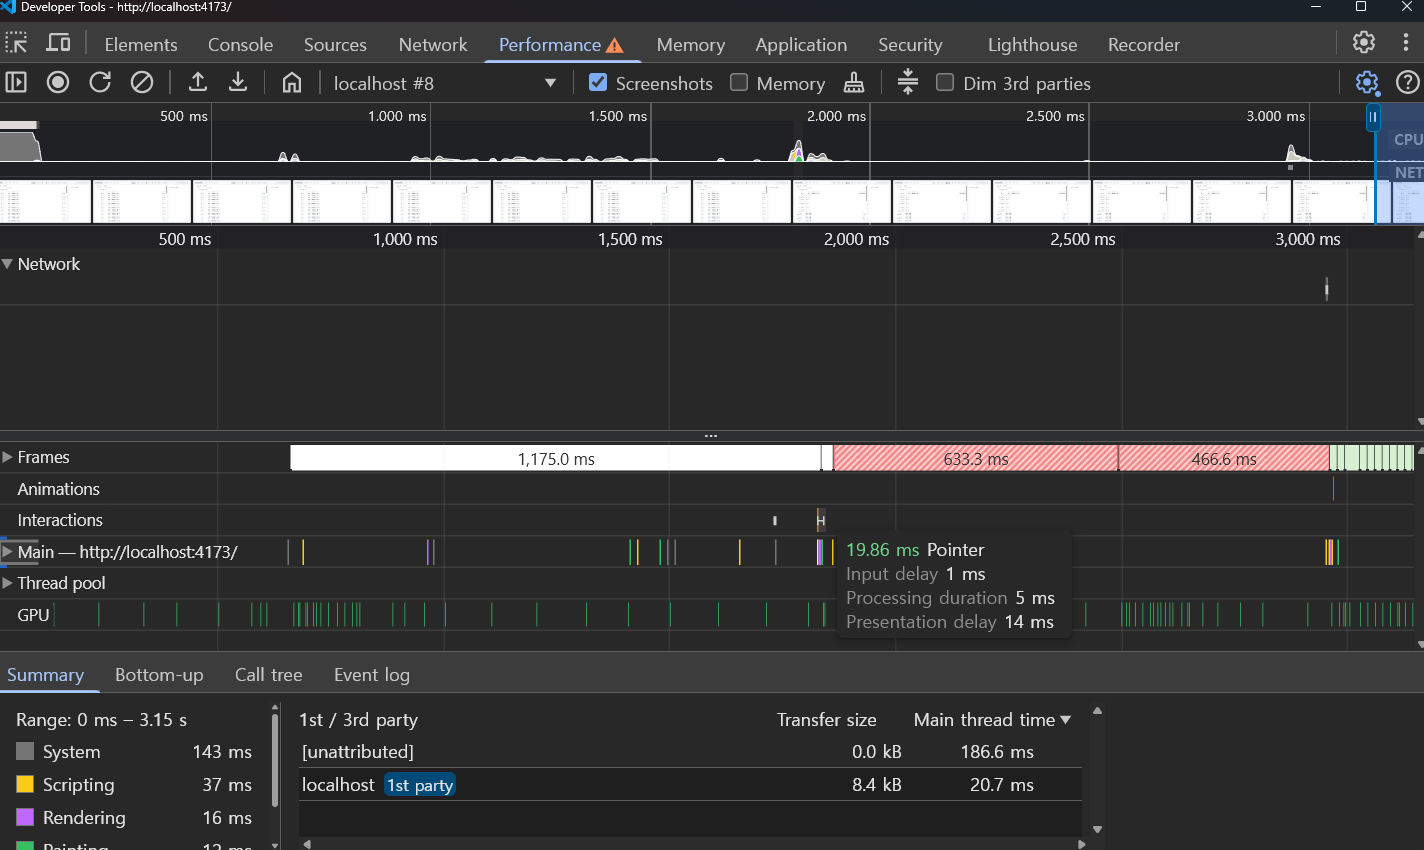 Developer Tools - http://localhost:4173/
Elements Console Sources Network Performance Memory Application Security Lighthouse Recorder
localhost #8 Screenshots Memory Dim 3rd parties
500 ms 1.000 ms 1.500 ms 2.000 ms 2.500 ms 3.000 ms
CPU
NET
500 ms 1,000 ms 1,500 ms 2,000 ms 2,500 ms 3,000 ms
Network
Frames 1,175.0 ms 633.3 ms 466.6 ms
Animations
Interactions
Main — http://localhost:4173/
Thread pool
GPU
19.86 ms Pointer
Input delay 1 ms
Processing duration 5 ms
Presentation delay 14 ms
Summary Bottom-up Call tree Event log
Range: 0 ms – 3.15 s
System 143 ms
Scripting 37 ms
Rendering 16 ms
Painting 12 ms
1st / 3rd party Transfer size Main thread time
[unattributed] 0.0 kB 186.6 ms
localhost 1st party 8.4 kB 20.7 ms